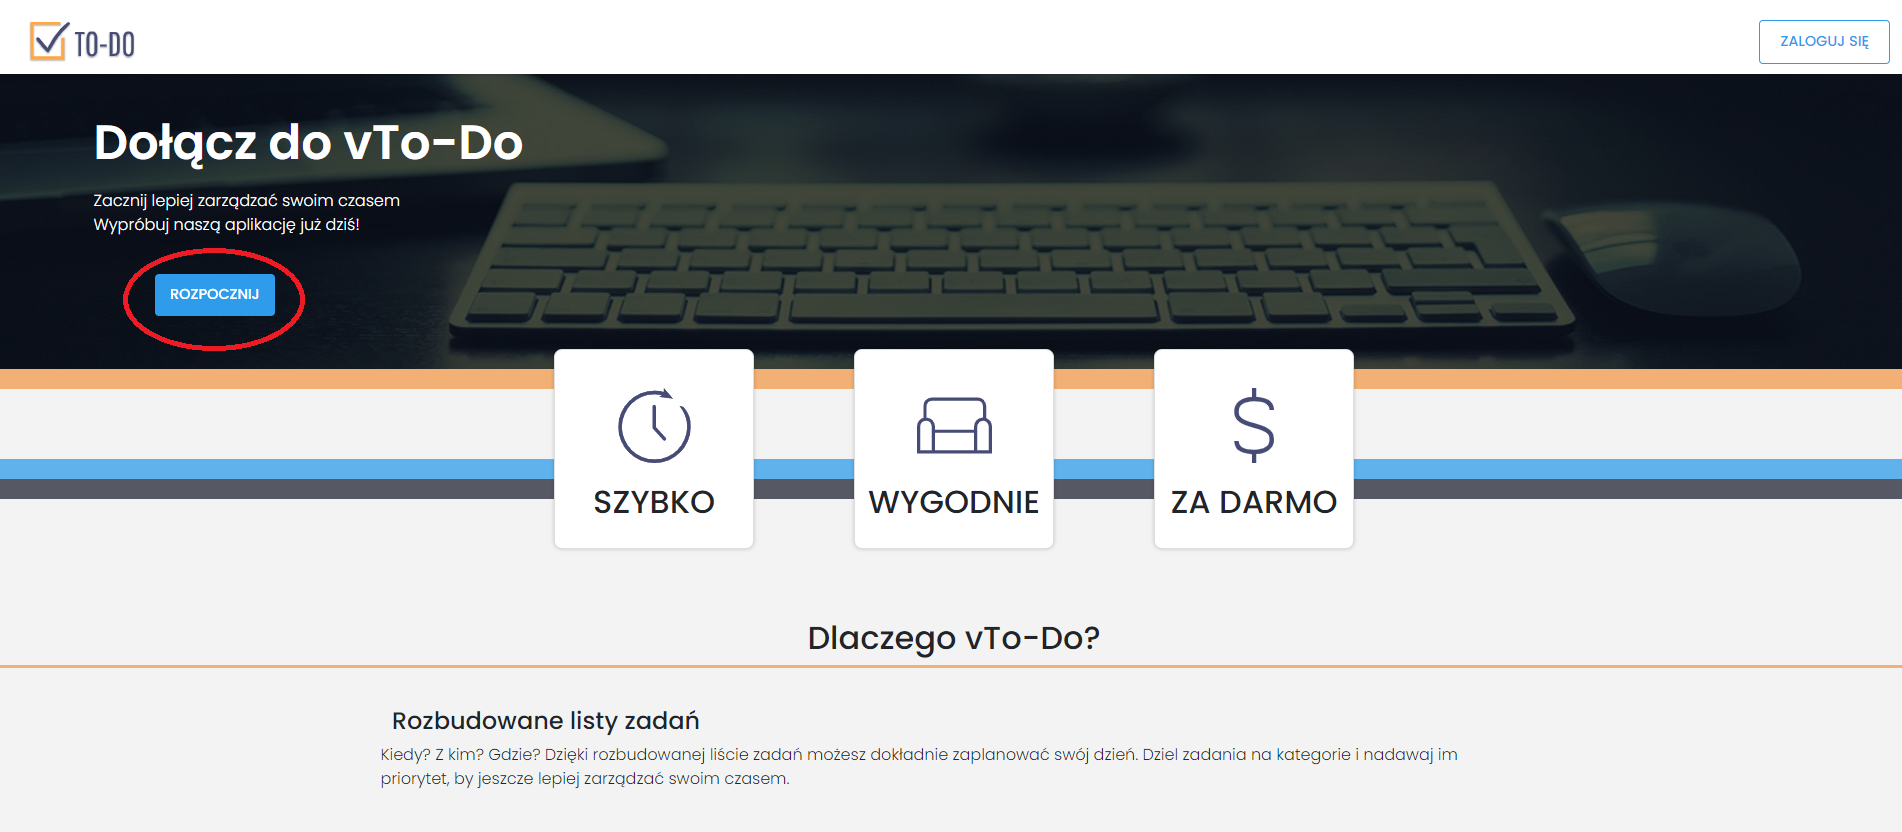 TO-DO
ZALOGUJ SIĘ
Dołącz do vTo-Do
Zacznij lepiej zarządzać swoim czasem
Wypróbuj naszą aplikację już dziś!
ROZPOCZNIJ
SZYBKO
WYGODNIE
ZA DARMO
Dlaczego vTo-Do?
Rozbudowane listy zadań
Kiedy? Z kim? Gdzie? Dzięki rozbudowanej liście zadań możesz dokładnie zaplanować swój dzień. Dziel zadania na kategorie i nadawaj im
priorytet, by jeszcze lepiej zarządzać swoim czasem.